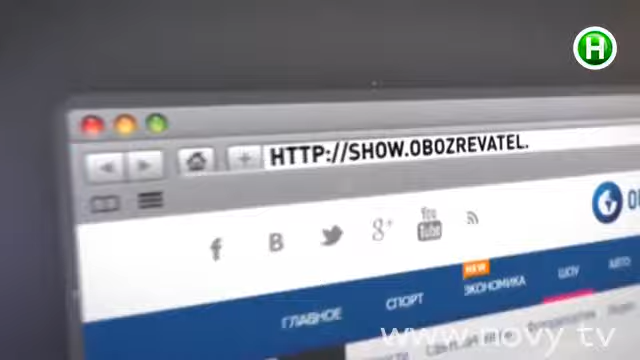 Н
HTTP://SHOW.OBOZREVATEL.
f B g+ You Tube
ГЛАВНОЕ СПОРТ NEW ЭКОНОМИКА ШОУ АВТО
www.novy.tv